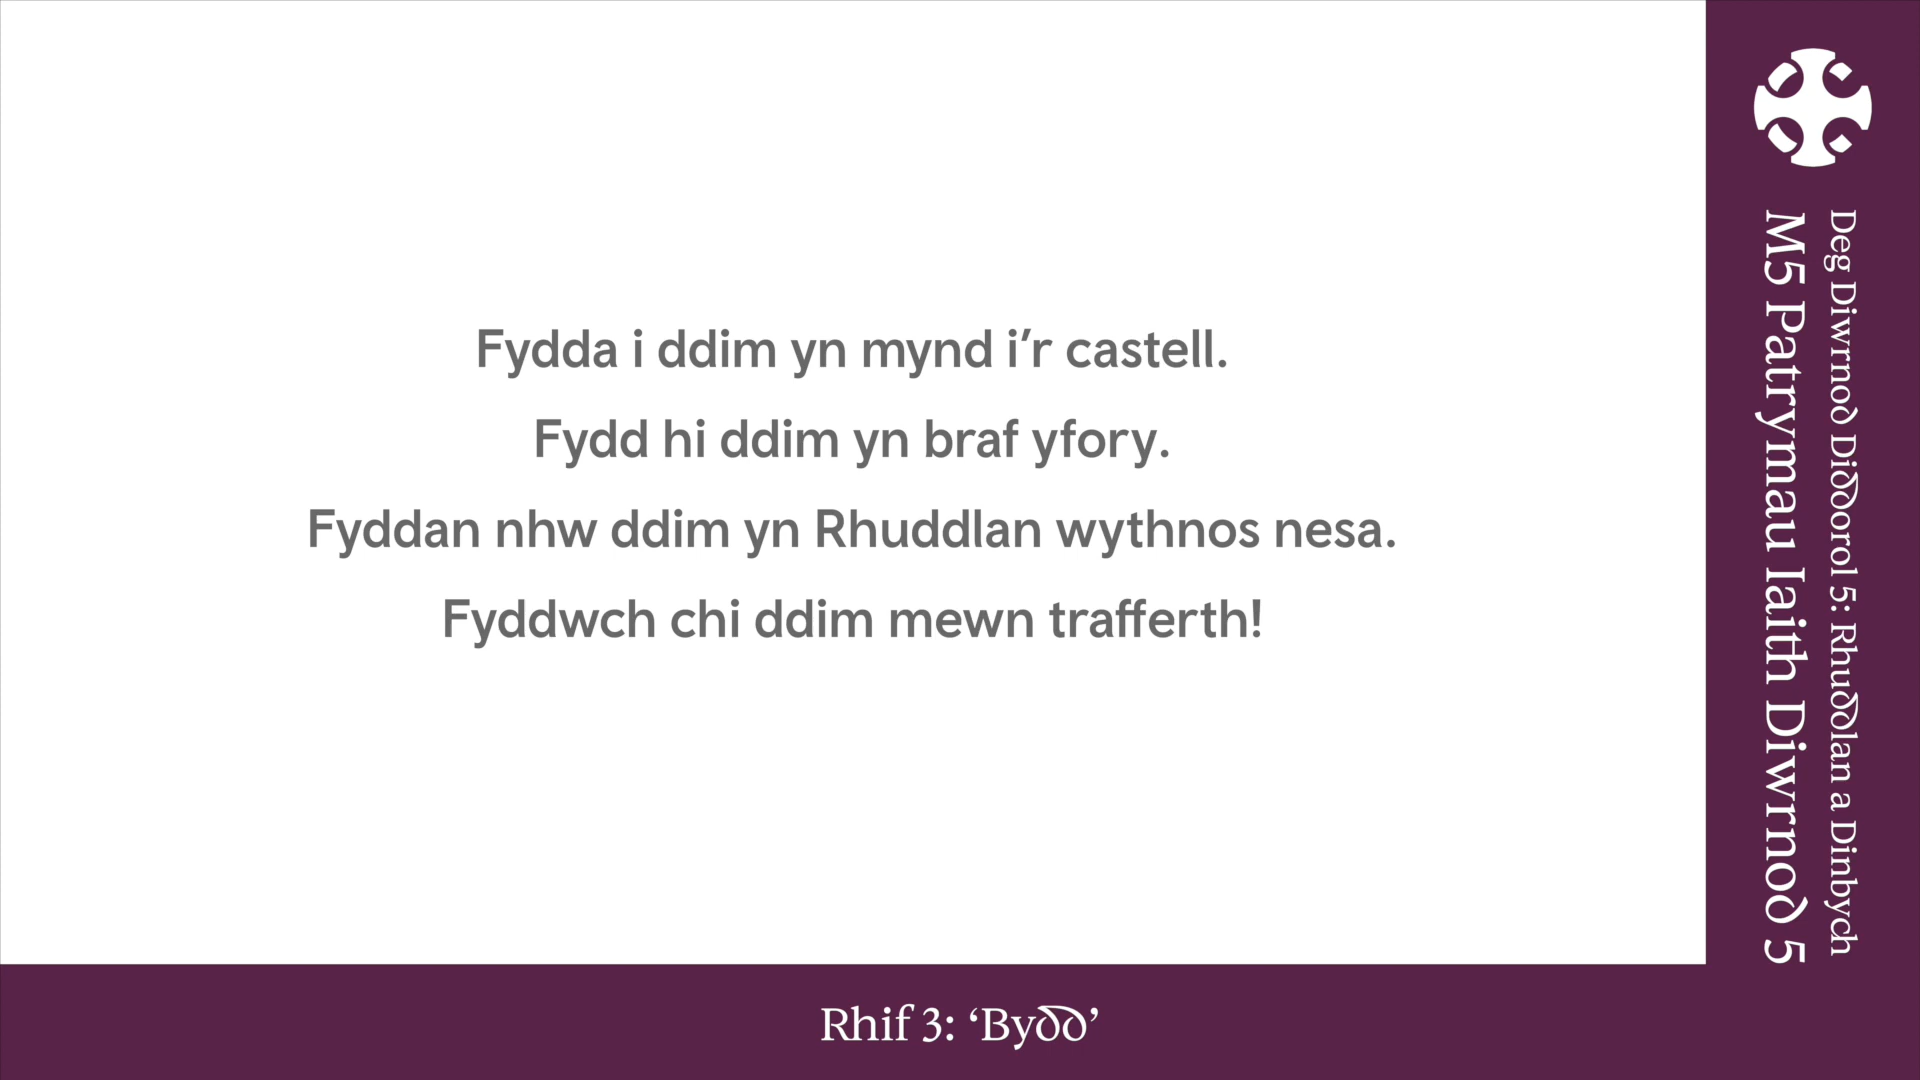 Fydda i ddim yn mynd i’r castell.
Fydd hi ddim yn braf yfory.
Fyddan nhw ddim yn Rhuddlan wythnos nesa.
Fyddwch chi ddim mewn trafferth!
Deg Diwrnod Diddorol 5: Rhuddlan a Dinbych
M5 Patrymau Iaith Diwrnod 5
Rhif 3: ‘Bydd’